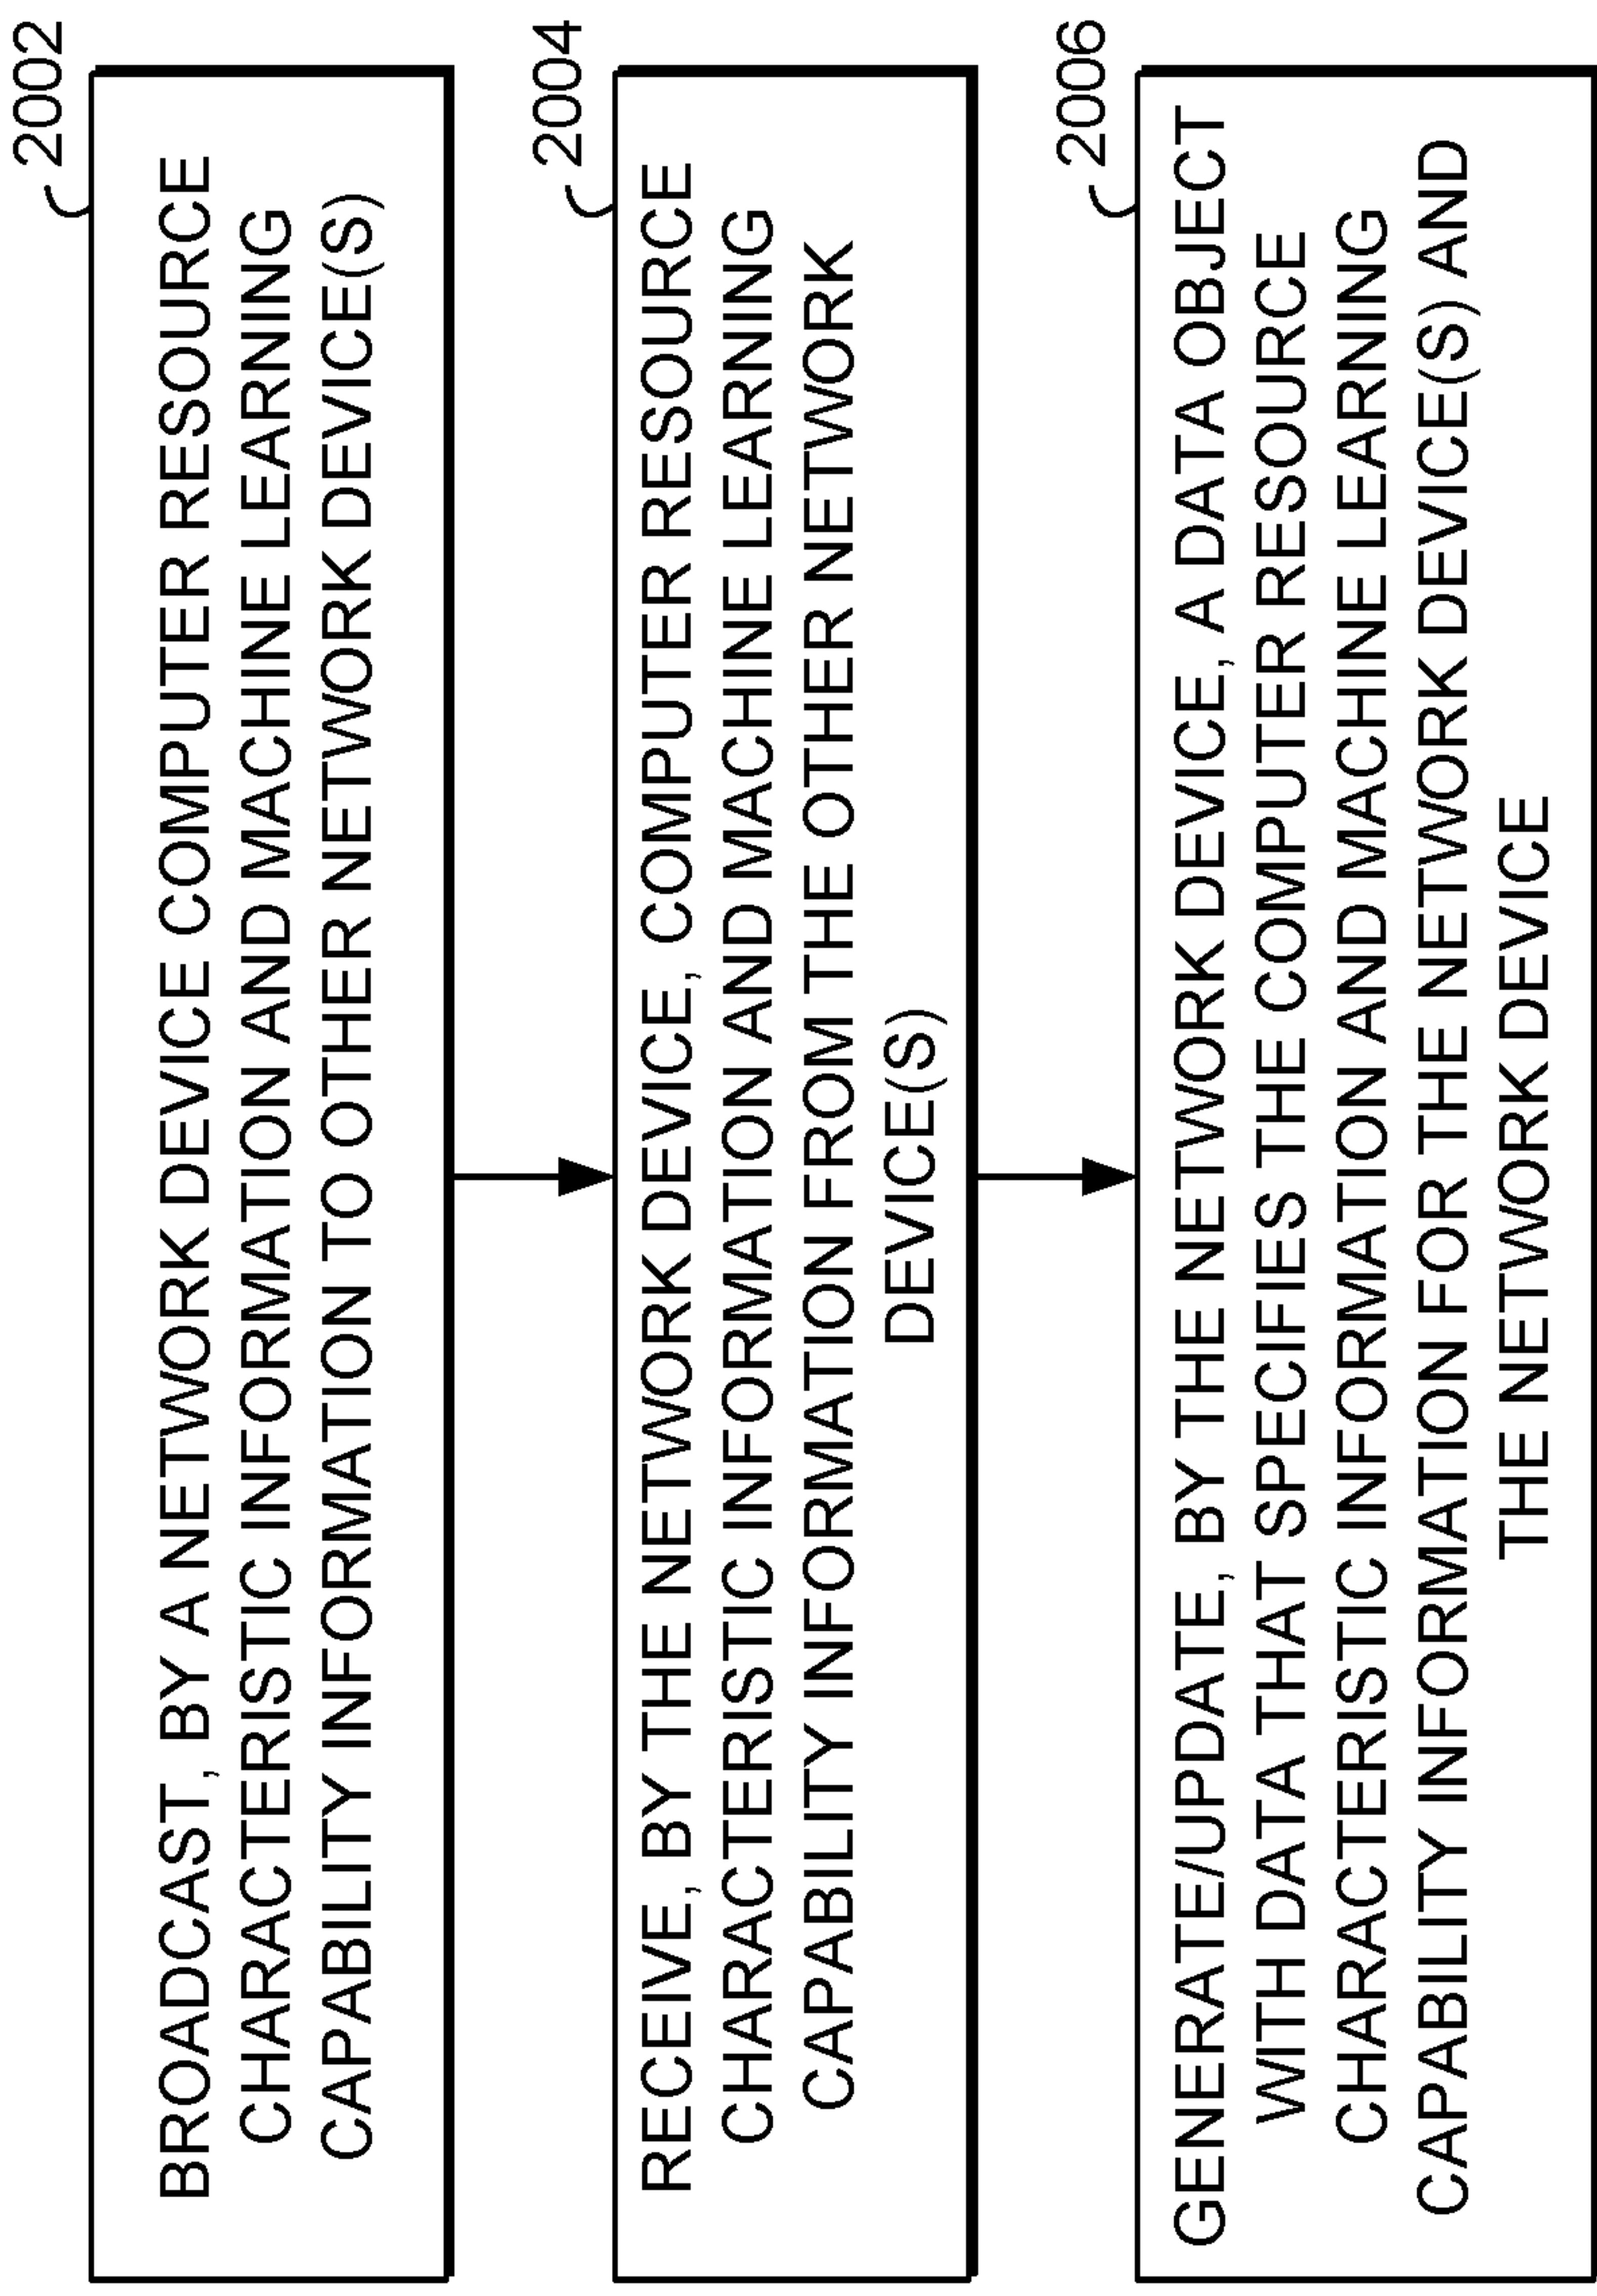 2002
BROADCAST, BY A NETWORK DEVICE COMPUTER RESOURCE
CHARACTERISTIC INFORMATION AND MACHINE LEARNING
CAPABILITY INFORMATION TO OTHER NETWORK DEVICE(S)
2004
RECEIVE, BY THE NETWORK DEVICE, COMPUTER RESOURCE
CHARACTERISTIC INFORMATION AND MACHINE LEARNING
CAPABILITY INFORMATION FROM THE OTHER NETWORK
DEVICE(S)
2006
GENERATE/UPDATE, BY THE NETWORK DEVICE, A DATA OBJECT
WITH DATA THAT SPECIFIES THE COMPUTER RESOURCE
CHARACTERISTIC INFORMATION AND MACHINE LEARNING
CAPABILITY INFORMATION FOR THE NETWORK DEVICE(S) AND
THE NETWORK DEVICE